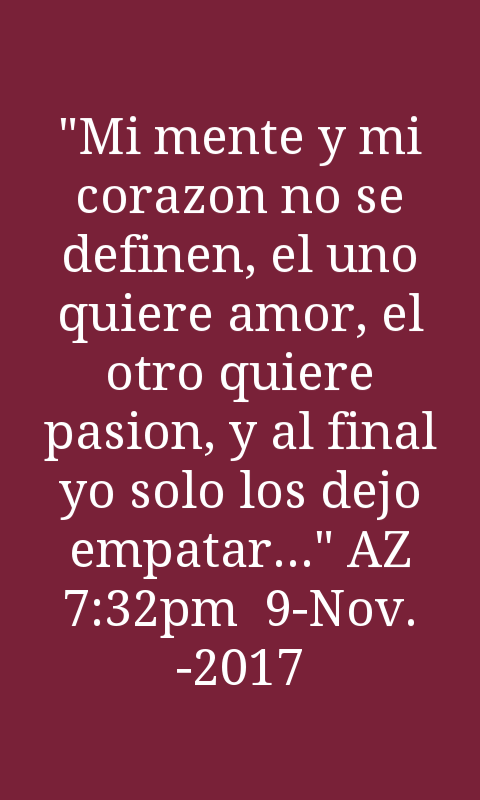 "Mi mente y mi
corazon no se
definen, el uno
quiere amor, el
otro quiere
pasion, y al final
yo solo los dejo
empatar..." AZ
7:32pm  9-Nov.
-2017